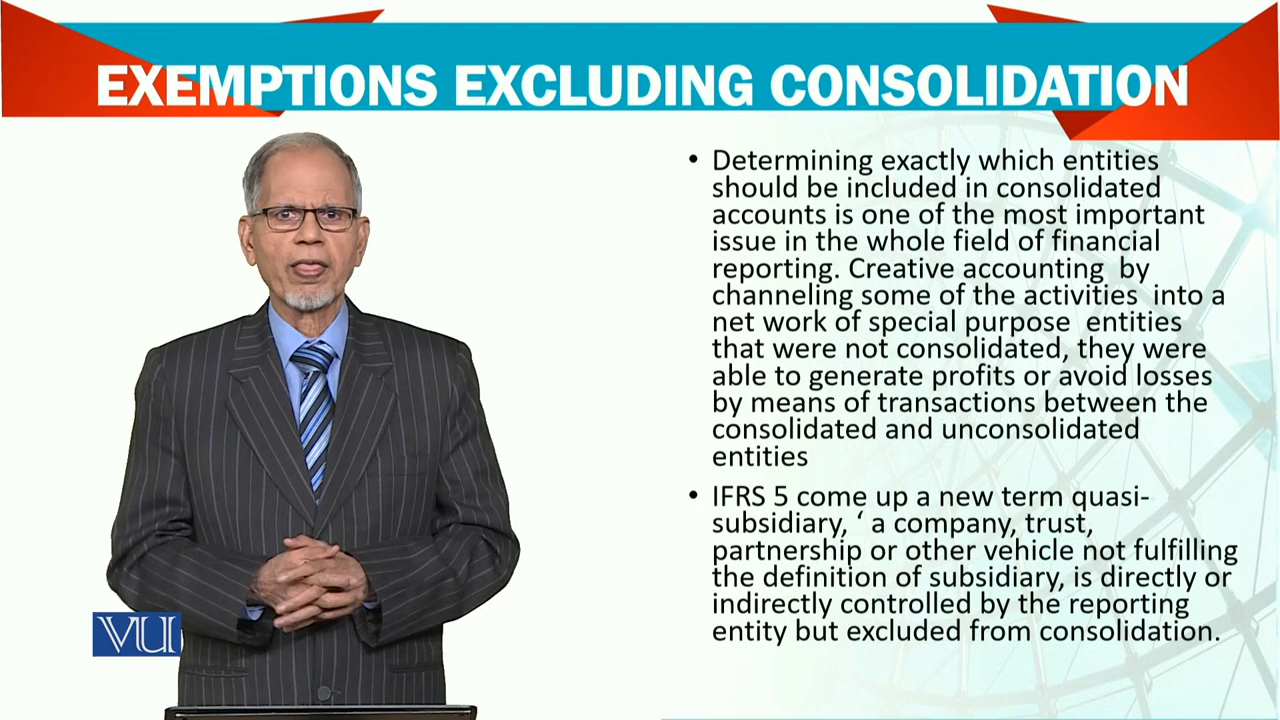 EXEMPTIONS EXCLUDING CONSOLIDATION
• Determining exactly which entities
should be included in consolidated
accounts is one of the most important
issue in the whole field of financial
reporting. Creative accounting by
channeling some of the activities into a
net work of special purpose entities
that were not consolidated, they were
able to generate profits or avoid losses
by means of transactions between the
consolidated and unconsolidated
entities
• IFRS 5 come up a new term quasi-
subsidiary, ‘ a company, trust,
partnership or other vehicle not fulfilling
the definition of subsidiary, is directly or
indirectly controlled by the reporting
entity but excluded from consolidation.
VU